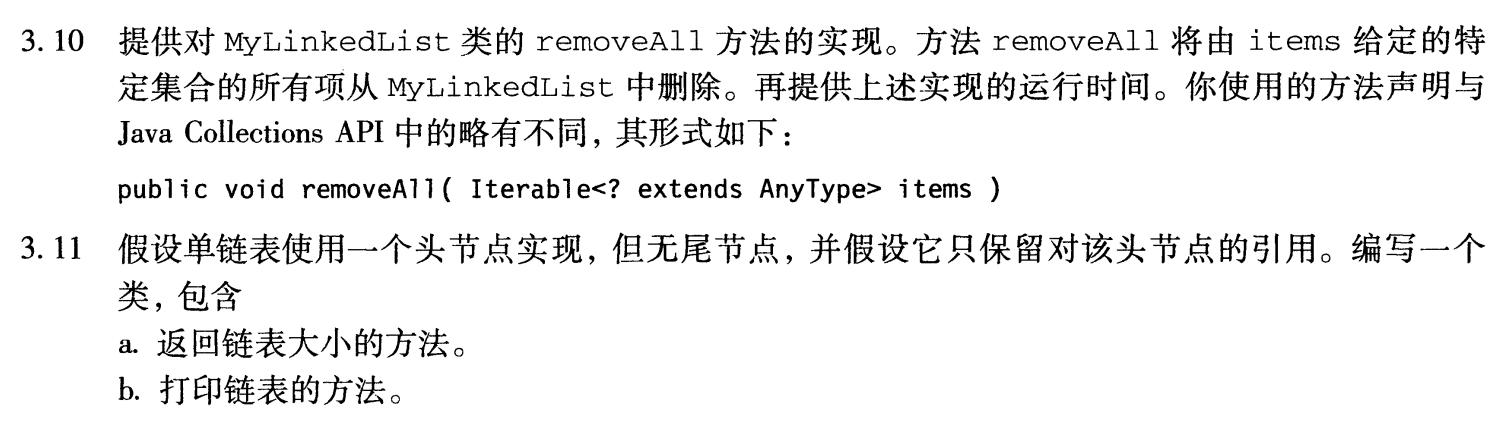 3.10 提供对 MyLinkedList 类的 removeAll 方法的实现。方法 removeAll 将由 items 给定的特
定集合的所有项从 MyLinkedList 中删除。再提供上述实现的运行时间。你使用的方法声明与
Java Collections API 中的略有不同，其形式如下：
public void removeAll( Iterable<? extends AnyType> items )
3.11 假设单链表使用一个头节点实现，但无尾节点，并假设它只保留对该头节点的引用。编写一个
类，包含
a. 返回链表大小的方法。
b. 打印链表的方法。